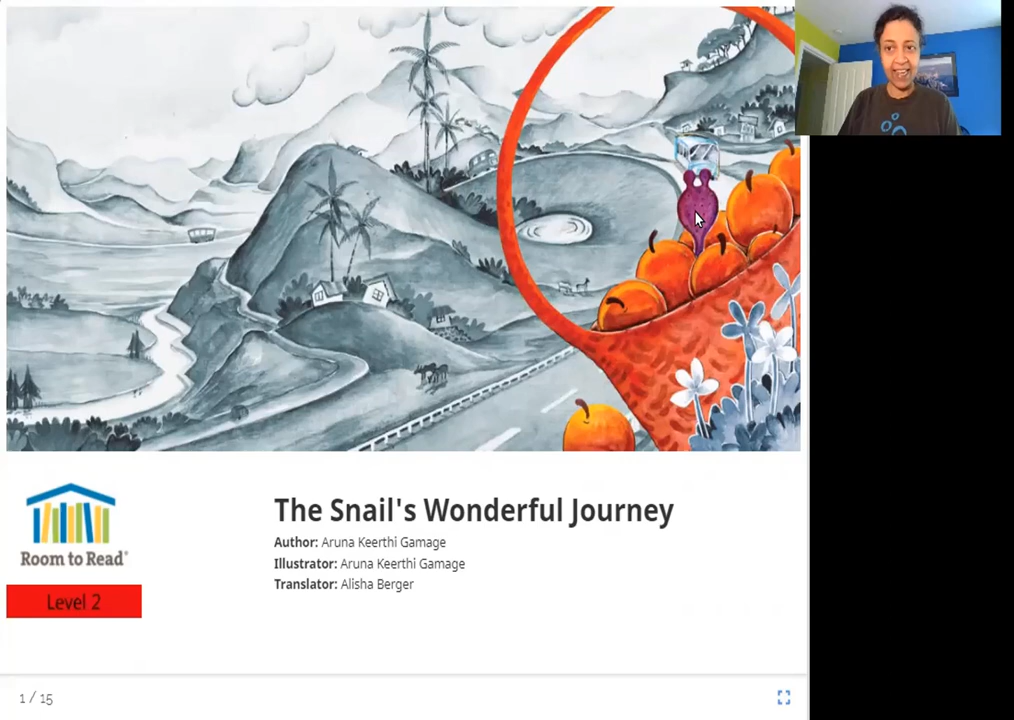 The Snail's Wonderful Journey
Author: Aruna Keerthi Gamage
Illustrator: Aruna Keerthi Gamage
Translator: Alisha Berger
Room to Read®
Level 2
1 / 15